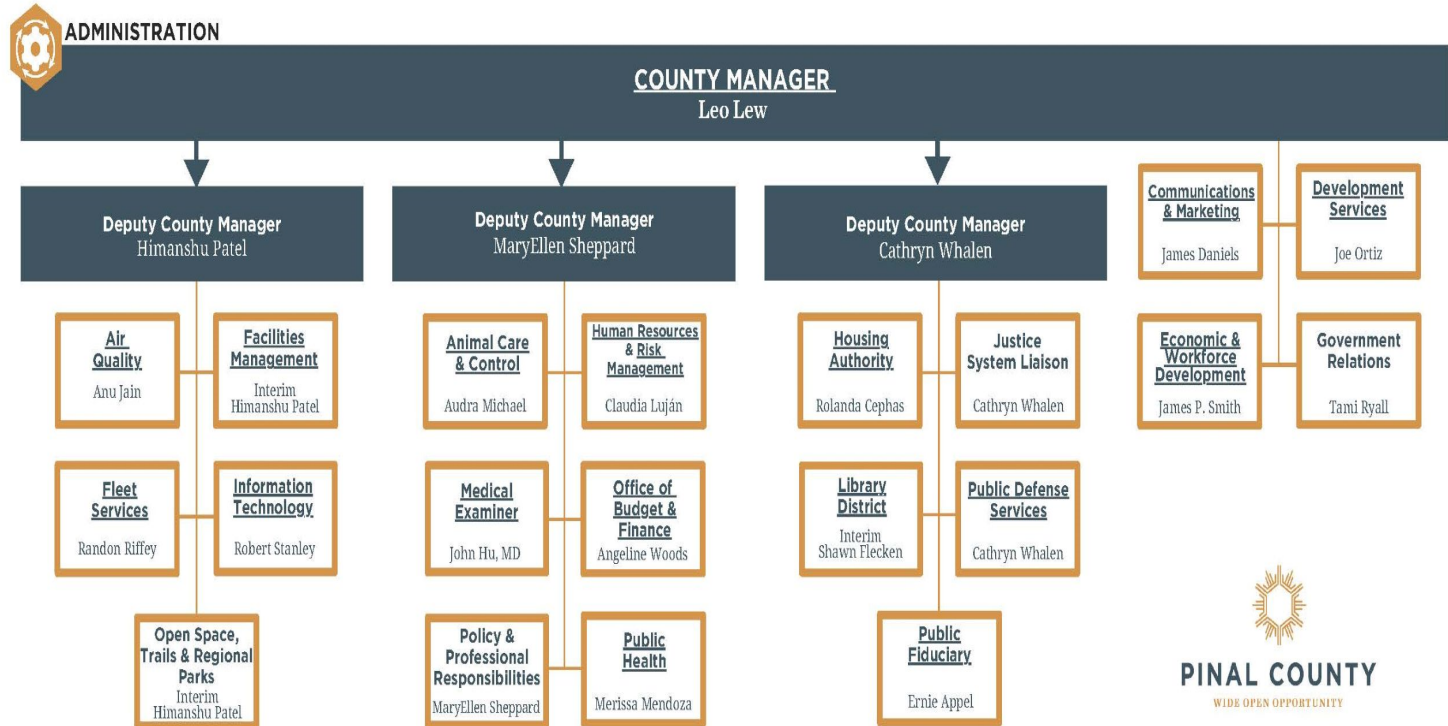 ADMINISTRATION
COUNTY MANAGER
Leo Lew
Deputy County Manager
Himanshu Patel
Air
Quality
Anu Jain
Facilities
Management
Interim
Himanshu Patel
Fleet
Services
Randon Riffey
Information
Technology
Robert Stanley
Open Space,
Trails & Regional
Parks
Interim
Himanshu Patel
Deputy County Manager
MaryEllen Sheppard
Animal Care
& Control
Audra Michael
Human Resources
& Risk
Management
Claudia Luján
Medical
Examiner
John Hu, MD
Office of
Budget &
Finance
Angeline Woods
Policy &
Professional
Responsibilities
MaryEllen Sheppard
Public
Health
Merissa Mendoza
Deputy County Manager
Cathryn Whalen
Housing
Authority
Rolanda Cephas
Justice
System Liaison
Cathryn Whalen
Library
District
Interim
Shawn Flecken
Public Defense
Services
Cathryn Whalen
Public
Fiduciary
Ernie Appel
Communications
& Marketing
James Daniels
Development
Services
Joe Ortiz
Economic &
Workforce
Development
James P. Smith
Government
Relations
Tami Ryall
PINAL COUNTY
WIDE OPEN OPPORTUNITY